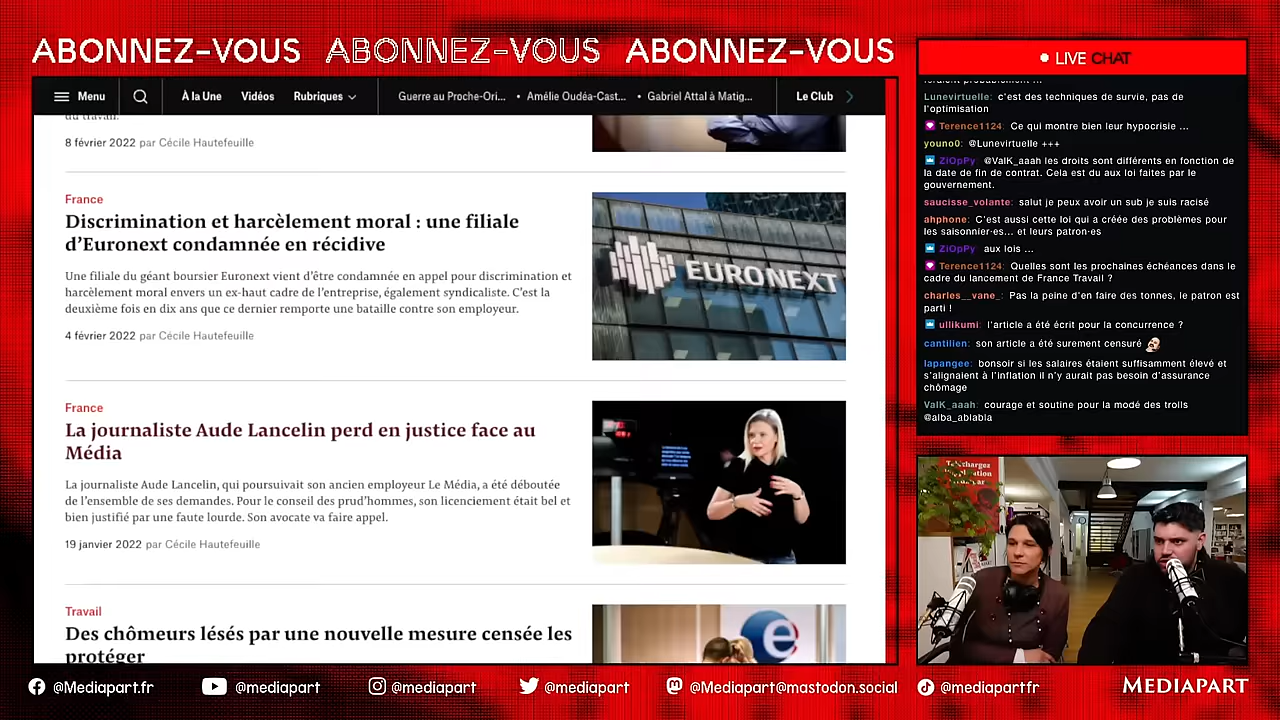 ABONNEZ-VOUS ABONNEZ-VOUS ABONNEZ-VOUS
Menu
À la Une
Vidéos
Rubriques
Guerre au Proche-Ori...
• Amélie Oudéa-Cast...
• Gabriel Attal à Matig...
Le Club
du travail.
8 février 2022 par Cécile Hautefeuille
France
Discrimination et harcèlement moral : une filiale
d’Euronext condamnée en récidive
Une filiale du géant boursier Euronext vient d’être condamnée en appel pour discrimination et
harcèlement moral envers un ex-haut cadre de l’entreprise, également syndicaliste. C’est la
deuxième fois en dix ans que ce dernier remporte une bataille contre son employeur.
4 février 2022 par Cécile Hautefeuille
EURONEXT
France
La journaliste Aude Lancelin perd en justice face au
Média
La journaliste Aude Lancelin, qui poursuivait son ancien employeur Le Média, a été déboutée
de l’ensemble de ses demandes. Pour le conseil des prud’hommes, son licenciement était bel et
bien justifié par une faute lourde. Son avocate va faire appel.
19 janvier 2022 par Cécile Hautefeuille
Travail
Des chômeurs lésés par une nouvelle mesure censée les
protéger
LIVE CHAT
Lunevirtuelle: c’est des techniques de survie, pas de
l’optimisation
Terence1124: Ce qui montre bien leur hypocrisie ...
youno0: @Lunevirtuelle +++
ZiOpPy: @ValK_aaah les droits sont différents en fonction de
la date de fin de contrat. Cela est du aux loi faites par le
gouvernement.
saucisse_volante: salut je peux avoir un sub je suis racisé
ahphone: C’est aussi cette loi qui a créée des problèmes pour
les saisonnier·es... et leurs patron·es
ZiOpPy: aux lois ...
Terence1124: Quelles sont les prochaines échéances dans le
cadre du lancement de France Travail ?
charles__vane_: Pas la peine d’en faire des tonnes, le patron est
parti !
ullikumi: l’article a été écrit pour la concurrence ?
cantilien: son article a été surement censuré
lapangee: bonsoir si les salaires étaient suffisamment élevé et
s’alignaient à l’inflation il n’y aurait pas besoin d’assurance
chômage
ValK_aaah: courage et soutine pour la modé des trolls
@alba_ablabla
Téléchargez
@Mediapart.fr
@mediapart
@mediapart
@mediapart
@Mediapart@mastodon.social
@mediapartfr
MEDIAPART